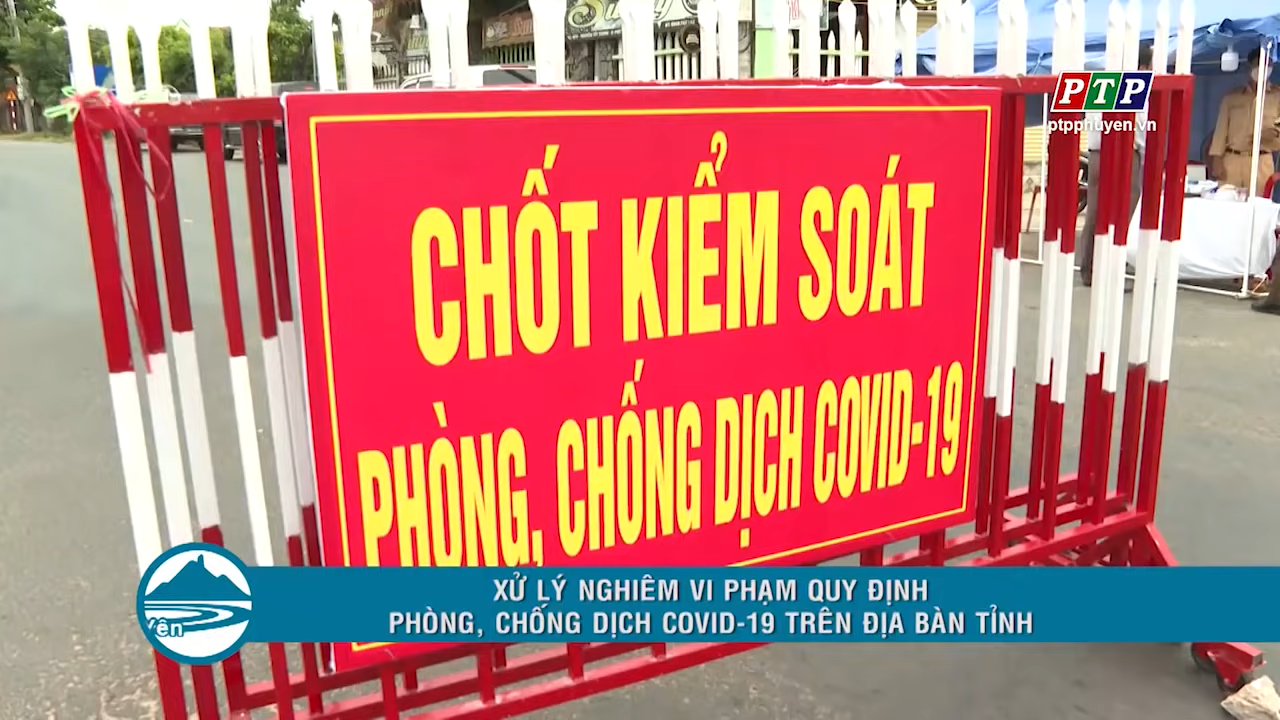 PTP
ptpphuyen.vn
CHỐT KIỂM SOÁT
PHÒNG, CHỐNG DỊCH COVID-19
XỬ LÝ NGHIÊM VI PHẠM QUY ĐỊNH
PHÒNG, CHỐNG DỊCH COVID-19 TRÊN ĐỊA BÀN TỈNH
Yên